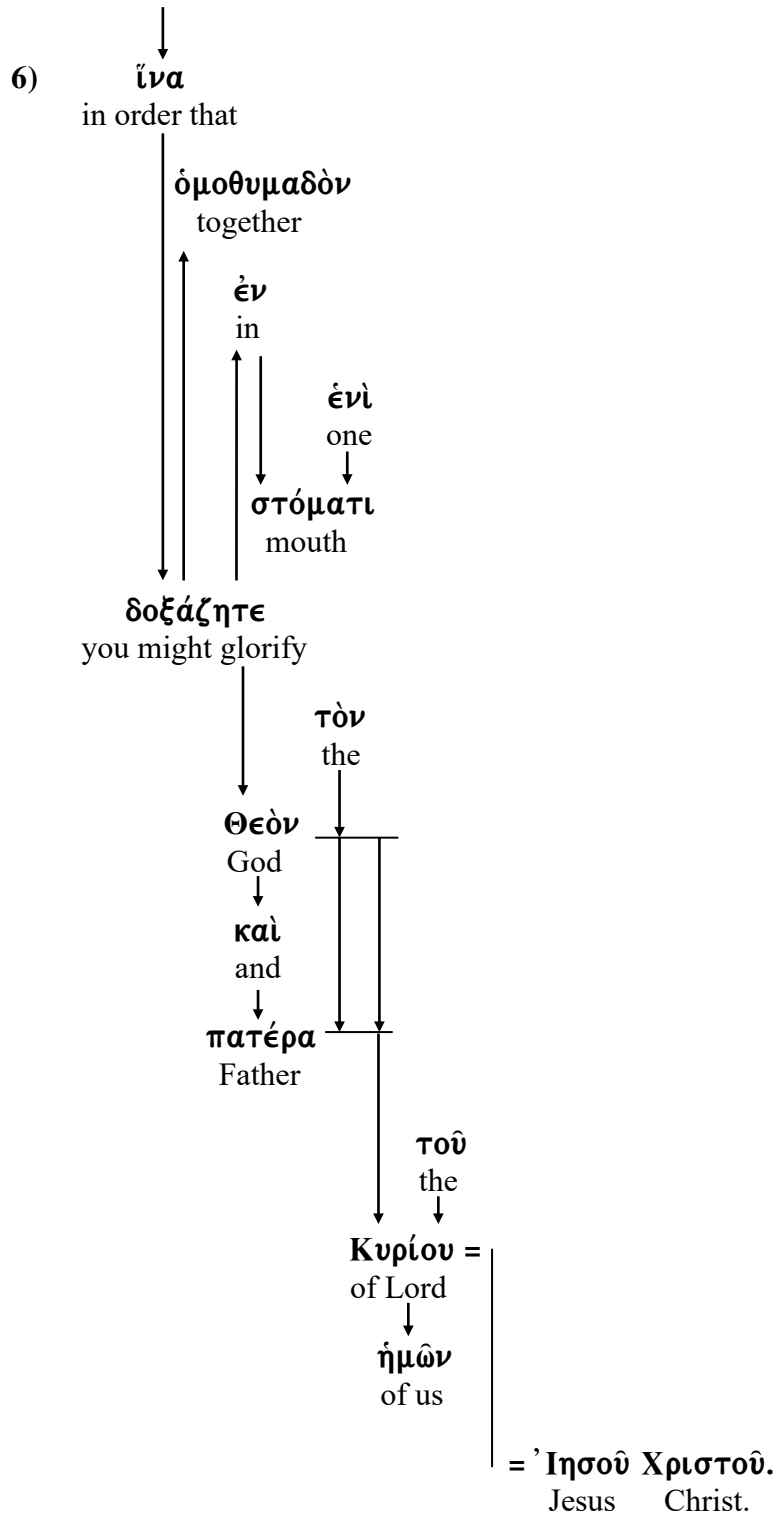 6) ἵνα
in order that
ὁμοθυμαδὸν
together
ἐν
in
ἑνὶ
one
στόματι
mouth
δοξάζητε
you might glorify
τὸν
the
Θεὸν
God
καὶ
and
πατέρα
Father
τοῦ
the
Κυρίου =
of Lord
ἡμῶν
of us
= ᾿Ιησοῦ Χριστοῦ.
Jesus Christ.